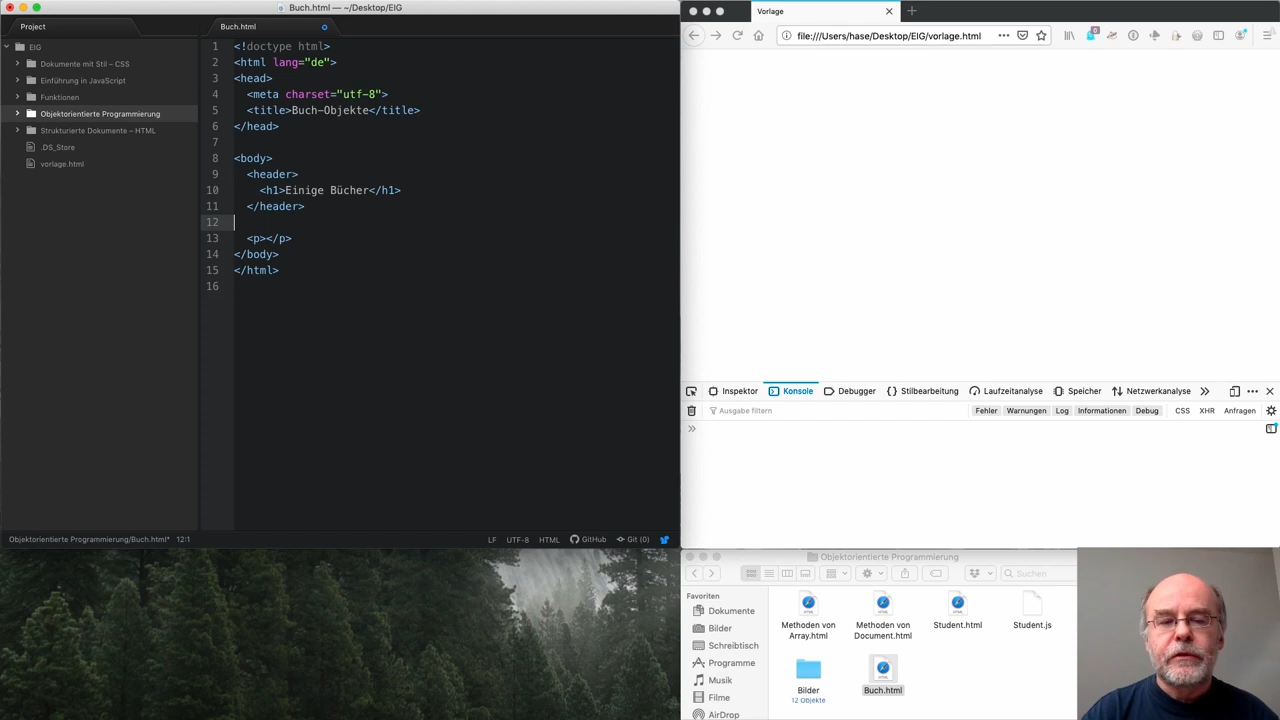 Buch.html — ~/Desktop/EIG
Project
Buch.html
EIG
Dokumente mit Stil – CSS
Einführung in JavaScript
Funktionen
Objektorientierte Programmierung
Strukturierte Dokumente – HTML
.DS_Store
vorlage.html
1 <!doctype html>
2 <html lang="de">
3 <head>
4 <meta charset="utf-8">
5 <title>Buch-Objekte</title>
6 </head>
7
8 <body>
9 <header>
10 <h1>Einige Bücher</h1>
11 </header>
12
13 <p></p>
14 </body>
15 </html>
16
Objektorientierte Programmierung/Buch.html* 12:1
LF UTF-8 HTML GitHub Git (0)
Vorlage
file:///Users/hase/Desktop/EIG/vorlage.html
0
Inspektor Konsole Debugger Stilbearbeitung Laufzeitanalyse Speicher Netzwerkanalyse
Ausgabe filtern
Fehler Warnungen Log Informationen Debug CSS XHR Anfragen
Objektorientierte Programmierung
Suchen
Favoriten
Dokumente
Bilder
Schreibtisch
Programme
Musik
Filme
AirDrop
Methoden von
Array.html
Methoden von
Document.html
Student.html
Student.js
Bilder
12 Objekte
Buch.html